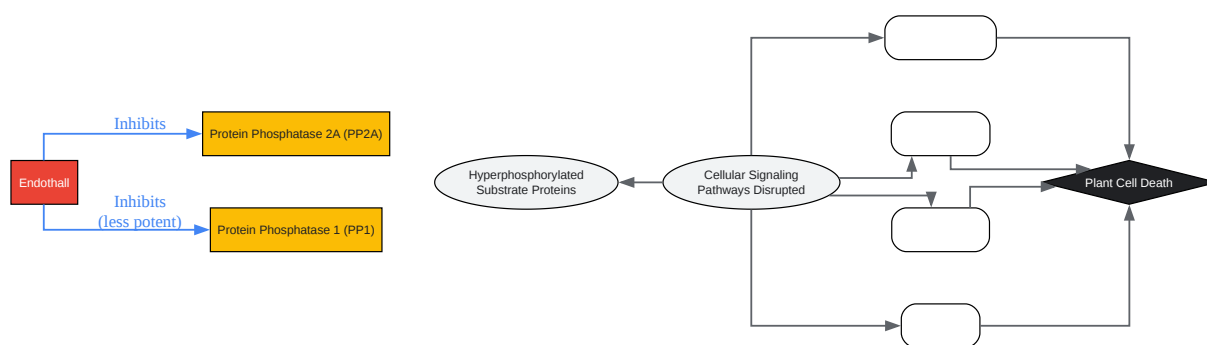 Inhibits
Protein Phosphatase 2A (PP2A)
Endothall
Inhibits
(less potent)
Protein Phosphatase 1 (PP1)
Hyperphosphorylated
Substrate Proteins
Cellular Signaling
Pathways Disrupted
Plant Cell Death